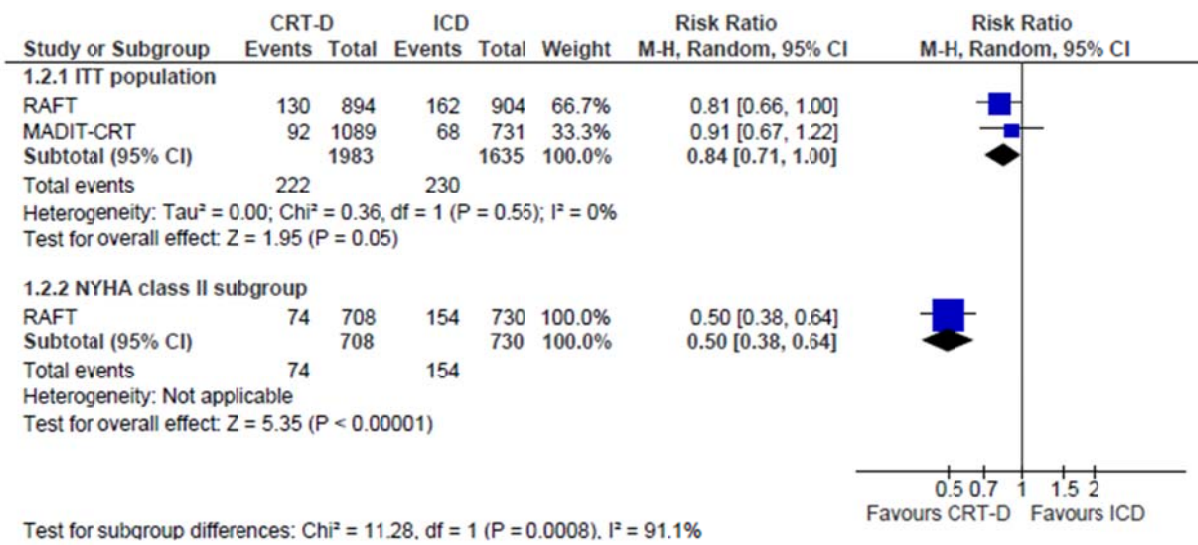 CRT-D ICD Risk Ratio Risk Ratio
Study or Subgroup Events Total Events Total Weight M-H, Random, 95% CI M-H, Random, 95% CI
1.2.1 ITT population
RAFT 130 894 162 904 66.7% 0.81 [0.66, 1.00]
MADIT-CRT 92 1089 68 731 33.3% 0.91 [0.67, 1.22]
Subtotal (95% CI) 1983 1635 100.0% 0.84 [0.71, 1.00]
Total events 222 230
Heterogeneity: Tau² = 0.00; Chi² = 0.36, df = 1 (P = 0.55); I² = 0%
Test for overall effect: Z = 1.95 (P = 0.05)
1.2.2 NYHA class II subgroup
RAFT 74 708 154 730 100.0% 0.50 [0.38, 0.64]
Subtotal (95% CI) 708 730 100.0% 0.50 [0.38, 0.64]
Total events 74 154
Heterogeneity: Not applicable
Test for overall effect: Z = 5.35 (P < 0.00001)
0.5 0.7 1 1.5 2
Favours CRT-D Favours ICD
Test for subgroup differences: Chi² = 11.28, df = 1 (P = 0.0008), I² = 91.1%